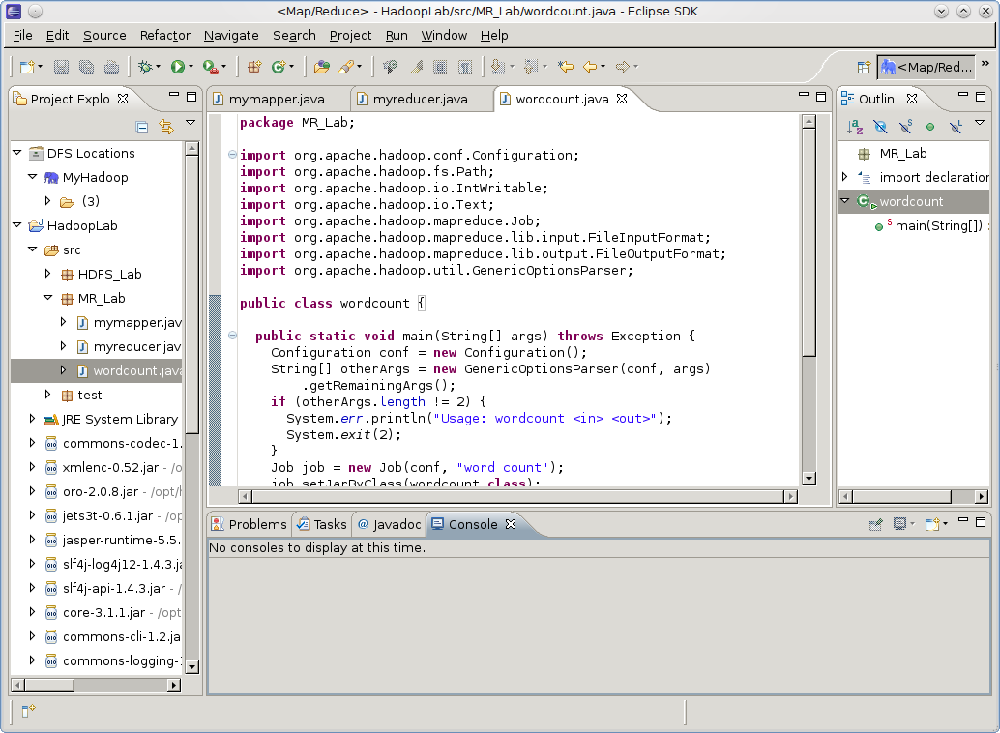 <Map/Reduce> - HadoopLab/src/MR_Lab/wordcount.java - Eclipse SDK
File Edit Source Refactor Navigate Search Project Run Window Help
<Map/Red...
»
Project Explo
DFS Locations
MyHadoop
(3)
HadoopLab
src
HDFS_Lab
MR_Lab
mymapper.jav
myreducer.jav
wordcount.java
test
JRE System Library
commons-codec-1.
xmlenc-0.52.jar - /o
oro-2.0.8.jar - /opt/h
jets3t-0.6.1.jar - /op
jasper-runtime-5.5.
slf4j-log4j12-1.4.3.ja
slf4j-api-1.4.3.jar - /
core-3.1.1.jar - /opt
commons-cli-1.2.ja
commons-logging-
mymapper.java myreducer.java wordcount.java
package MR_Lab;
import org.apache.hadoop.conf.Configuration;
import org.apache.hadoop.fs.Path;
import org.apache.hadoop.io.IntWritable;
import org.apache.hadoop.io.Text;
import org.apache.hadoop.mapreduce.Job;
import org.apache.hadoop.mapreduce.lib.input.FileInputFormat;
import org.apache.hadoop.mapreduce.lib.output.FileOutputFormat;
import org.apache.hadoop.util.GenericOptionsParser;
public class wordcount {
public static void main(String[] args) throws Exception {
Configuration conf = new Configuration();
String[] otherArgs = new GenericOptionsParser(conf, args)
.getRemainingArgs();
if (otherArgs.length != 2) {
System.err.println("Usage: wordcount <in> <out>");
System.exit(2);
}
Job job = new Job(conf, "word count");
job.setJarByClass(wordcount.class);
Outlin
MR_Lab
import declaration
wordcount
main(String[]) :
Problems Tasks @ Javadoc Console
No consoles to display at this time.